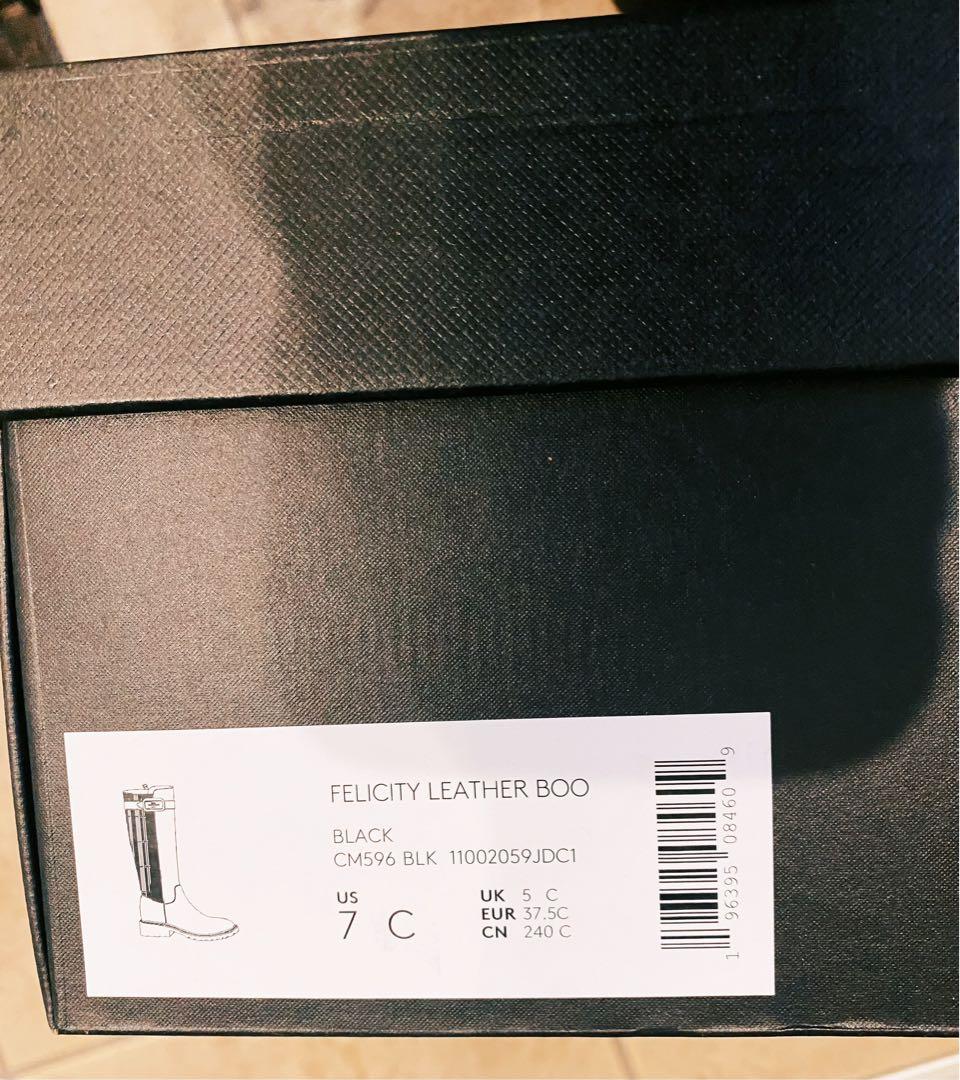 FELICITY LEATHER BOO
BLACK
CM596 BLK 11002059JDC1
US
7 C
UK 5 C
EUR 37.5C
CN 240 C
1 96395 08460 9